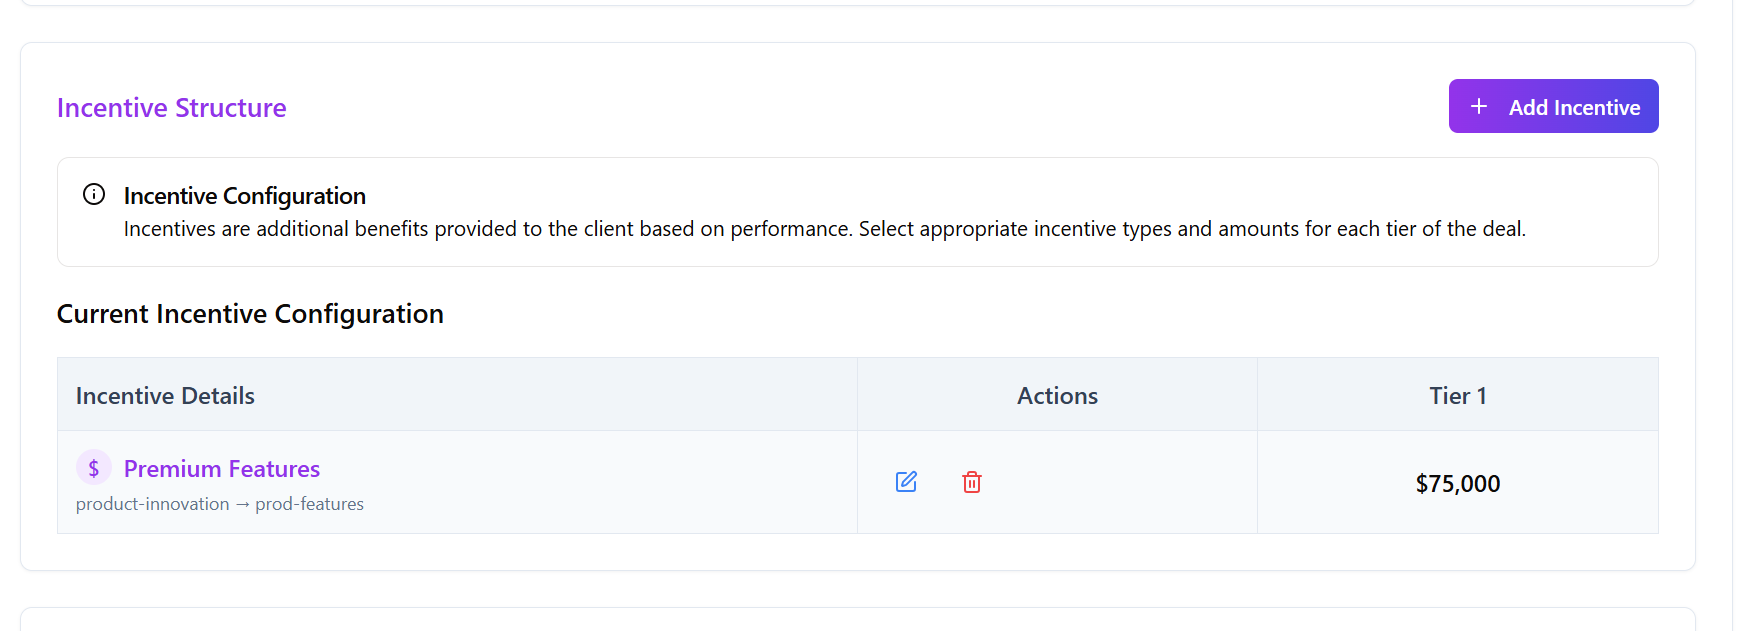 Incentive Structure
+ Add Incentive
Incentive Configuration
Incentives are additional benefits provided to the client based on performance. Select appropriate incentive types and amounts for each tier of the deal.
Current Incentive Configuration
Incentive Details
Actions
Tier 1
$ Premium Features
product-innovation → prod-features
$75,000